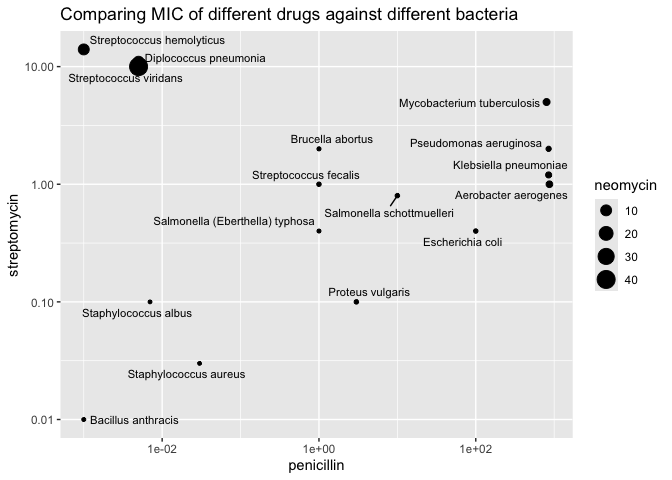 Comparing MIC of different drugs against different bacteria
Streptococcus hemolyticus
Diplococcus pneumonia
10.00
Streptococcus viridans
Mycobacterium tuberculosis
Brucella abortus
Pseudomonas aeruginosa
Klebsiella pneumoniae
Streptococcus fecalis
1.00
Aerobacter aerogenes
Salmonella schottmuelleri
Salmonella (Eberthella) typhosa
Escherichia coli
Proteus vulgaris
0.10
Staphylococcus albus
Staphylococcus aureus
0.01
Bacillus anthracis
streptomycin
1e-02
1e+00
1e+02
penicillin
neomycin
10
20
30
40